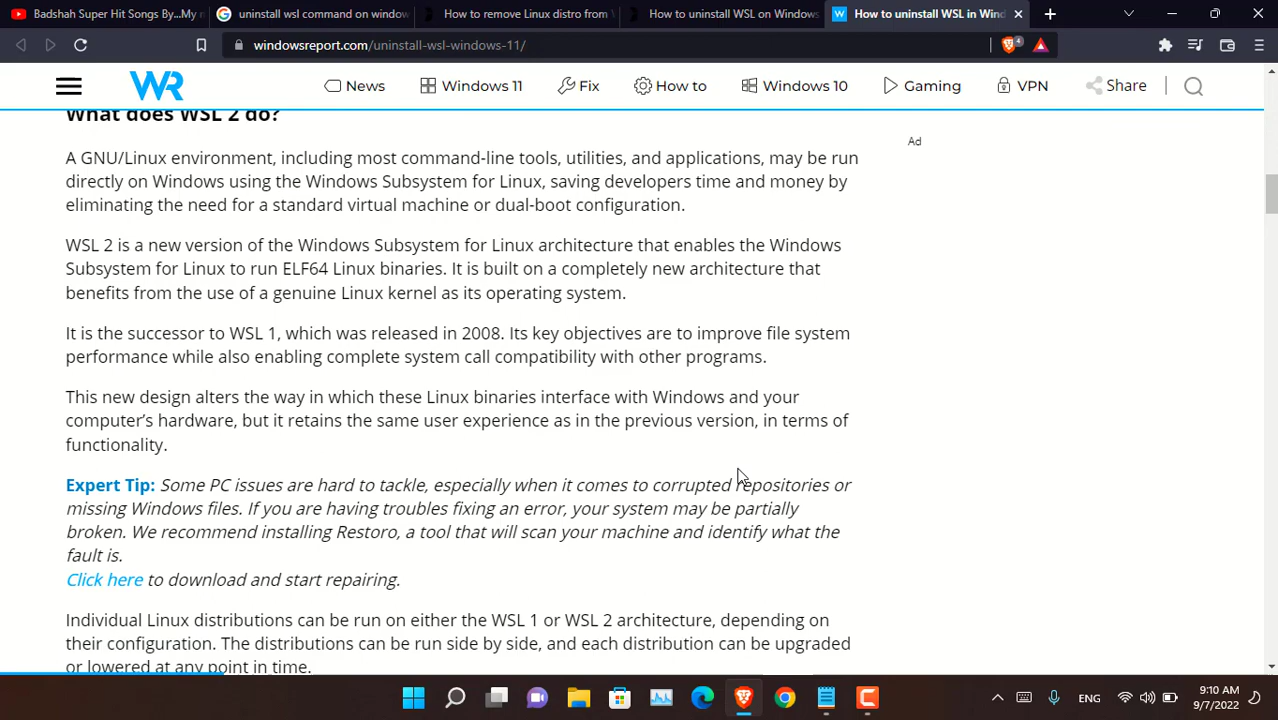 Badshah Super Hit Songs By...My r
uninstall wsl command on window
How to remove Linux distro from
How to uninstall WSL on Windows
How to uninstall WSL in Wind
windowsreport.com/uninstall-wsl-windows-11/
4
WR
News
Windows 11
Fix
How to
Windows 10
Gaming
VPN
Share
What does WSL 2 do?
Ad
A GNU/Linux environment, including most command-line tools, utilities, and applications, may be run
directly on Windows using the Windows Subsystem for Linux, saving developers time and money by
eliminating the need for a standard virtual machine or dual-boot configuration.
WSL 2 is a new version of the Windows Subsystem for Linux architecture that enables the Windows
Subsystem for Linux to run ELF64 Linux binaries. It is built on a completely new architecture that
benefits from the use of a genuine Linux kernel as its operating system.
It is the successor to WSL 1, which was released in 2008. Its key objectives are to improve file system
performance while also enabling complete system call compatibility with other programs.
This new design alters the way in which these Linux binaries interface with Windows and your
computer's hardware, but it retains the same user experience as in the previous version, in terms of
functionality.
Expert Tip: Some PC issues are hard to tackle, especially when it comes to corrupted repositories or
missing Windows files. If you are having troubles fixing an error, your system may be partially
broken. We recommend installing Restoro, a tool that will scan your machine and identify what the
fault is.
Click here to download and start repairing.
Individual Linux distributions can be run on either the WSL 1 or WSL 2 architecture, depending on
their configuration. The distributions can be run side by side, and each distribution can be upgraded
or lowered at any point in time.
ENG
9:10 AM
9/7/2022